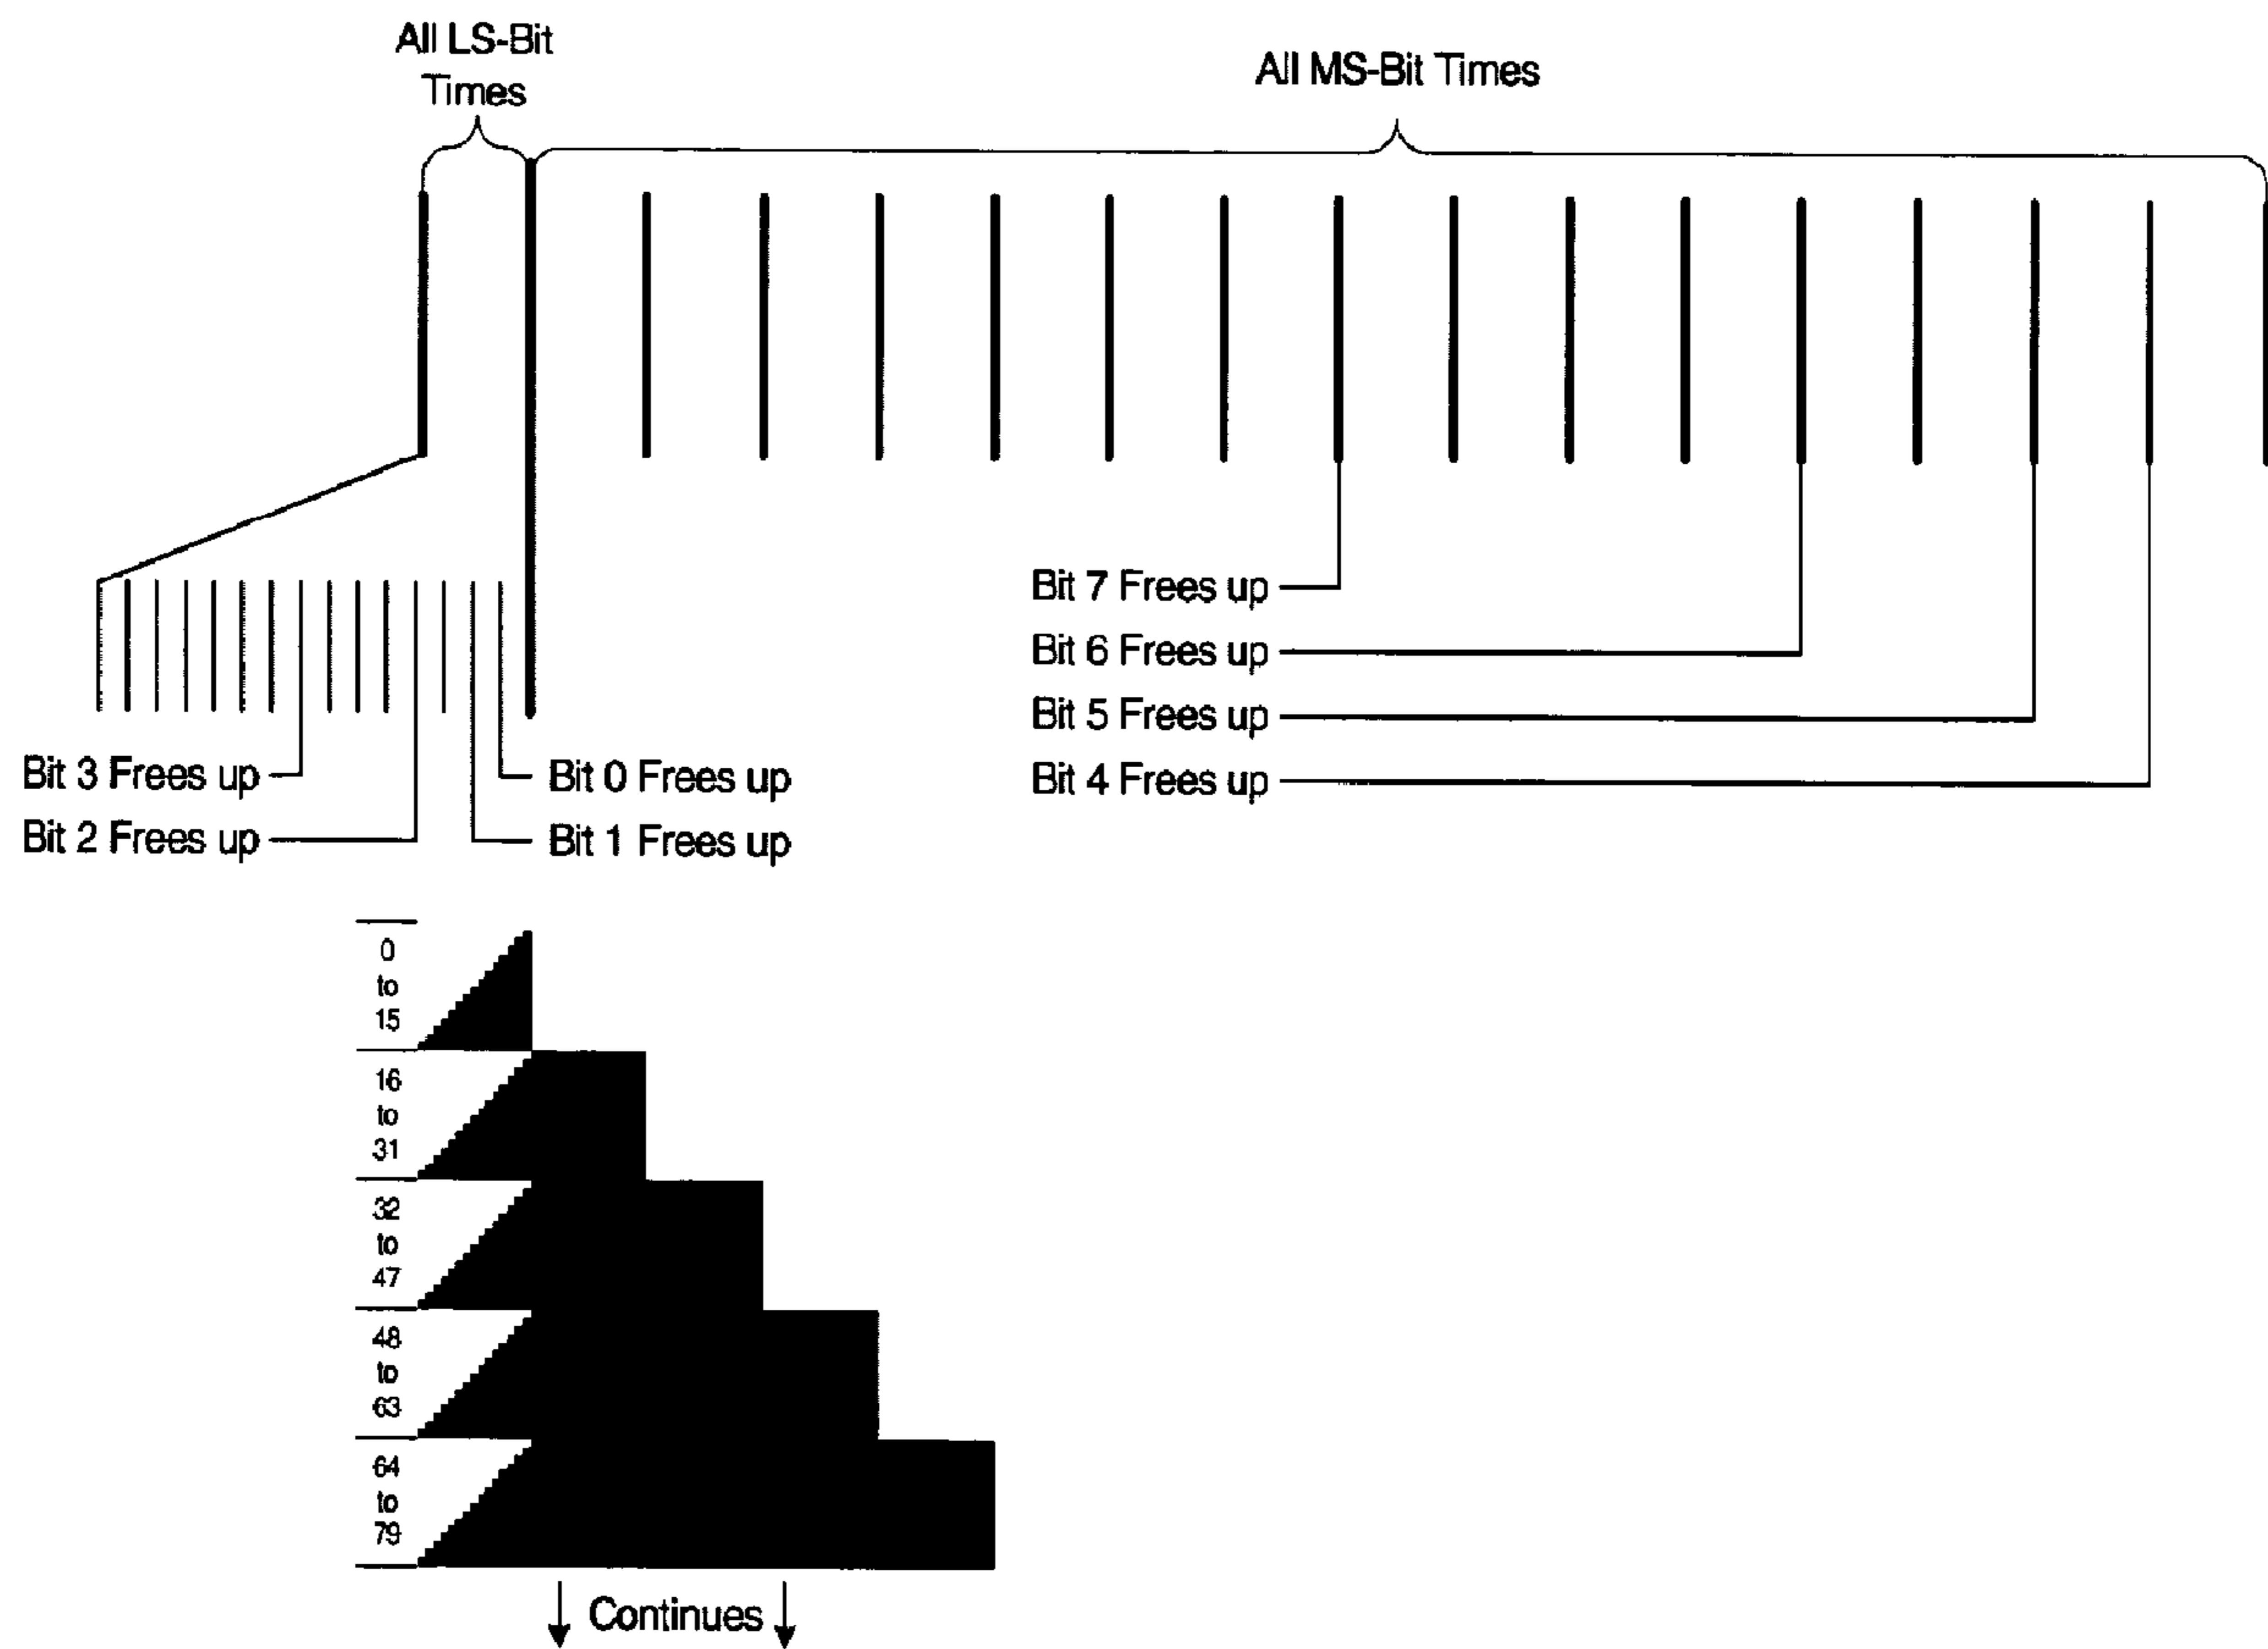 All LS-Bit
Times
All MS-Bit Times
Bit 7 Frees up
Bit 6 Frees up
Bit 5 Frees up
Bit 4 Frees up
Bit 3 Frees up
Bit 0 Frees up
Bit 2 Frees up
Bit 1 Frees up
0
to
15
16
to
31
32
to
47
48
to
63
64
to
79
Continues